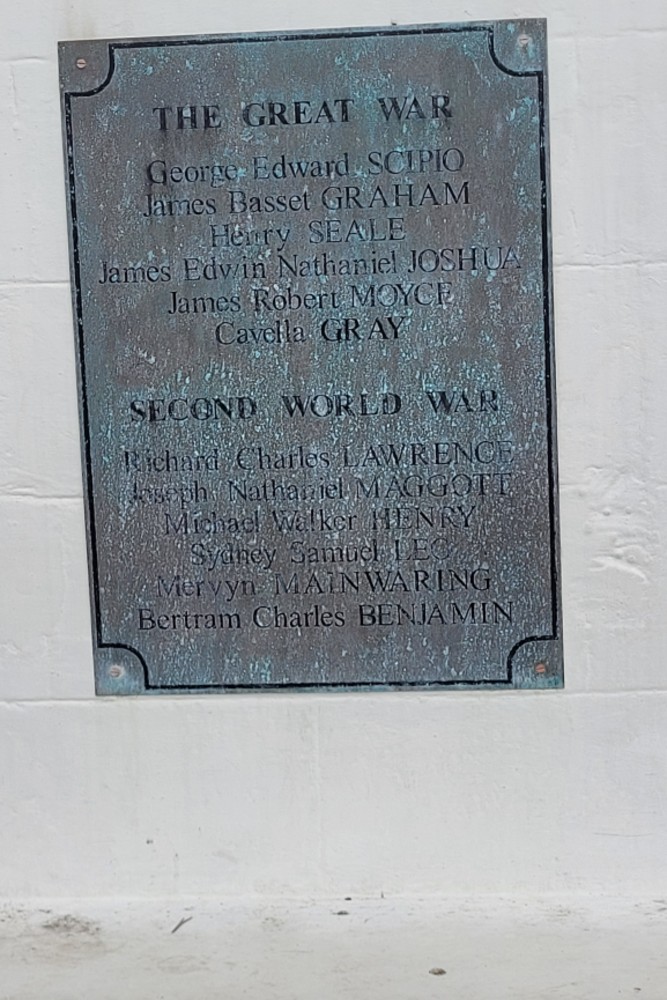 THE GREAT WAR
George Edward SCIPIO
James Basset GRAHAM
Henry SEALE
James Edwin Nathaniel JOSHUA
James Robert MOYCE
Cavella GRAY
SECOND WORLD WAR
Richard Charles LAWRENCE
Joseph Nathaniel MAGGOTT
Michael Walker HENRY
Sydney Samuel LEO
Mervyn MAINWARING
Bertram Charles BENJAMIN